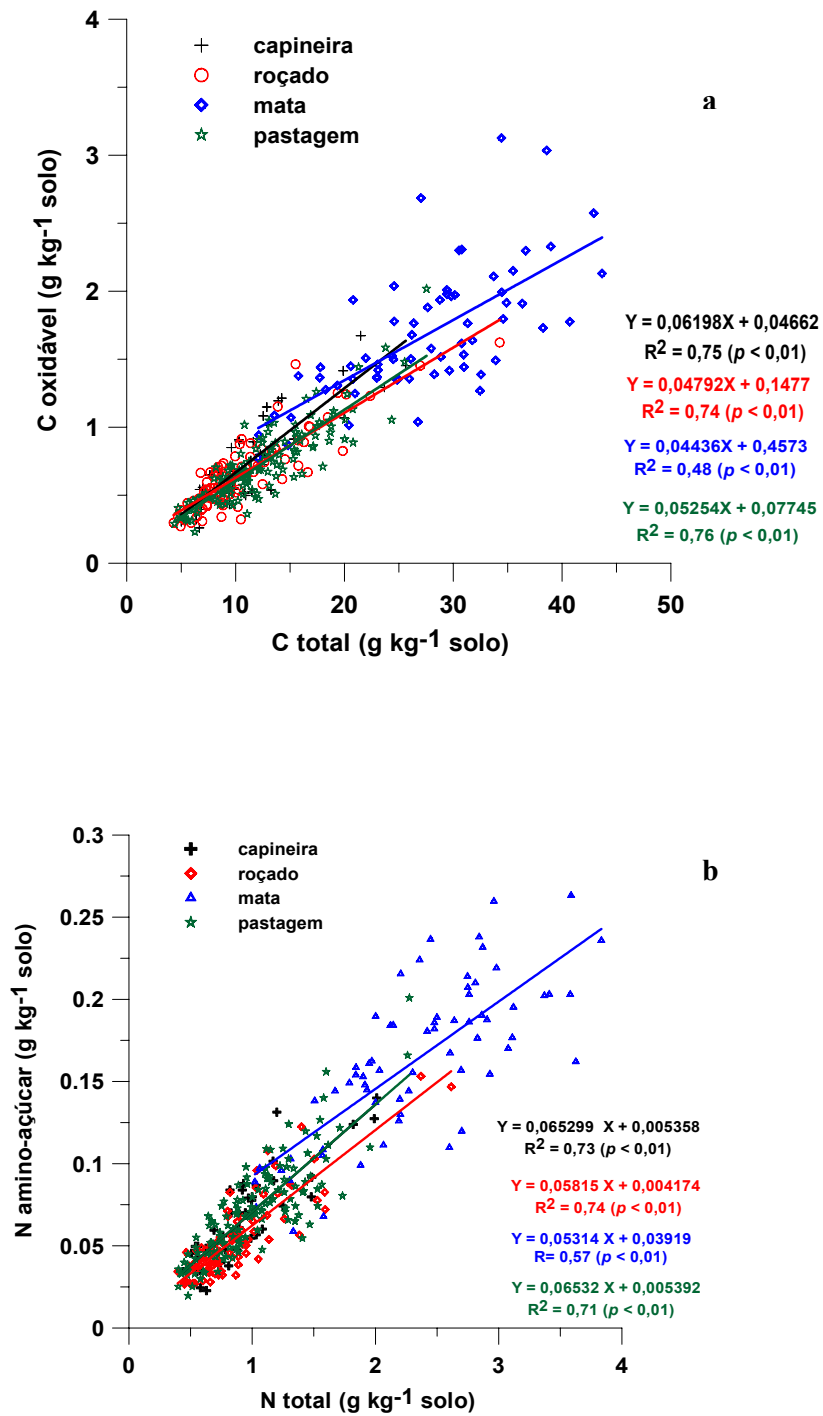 4
capineira
roçado
mata
pastagem
a
3
C oxidável (g kg-1 solo)
2
Y = 0,06198X + 0,04662
R2 = 0,75 (p < 0,01)
Y = 0,04792X + 0,1477
R2 = 0,74 (p < 0,01)
1
Y = 0,04436X + 0,4573
R2 = 0,48 (p < 0,01)
Y = 0,05254X + 0,07745
R2 = 0,76 (p < 0,01)
0
0 10 20 30 40 50
C total (g kg-1 solo)
0.3
capineira
roçado
mata
pastagem
b
0.25
0.2
N amino-açúcar (g kg-1 solo)
0.15
Y = 0,065299 X + 0,005358
R2 = 0,73 (p < 0,01)
0.1
Y = 0,05815 X + 0,004174
R2 = 0,74 (p < 0,01)
Y = 0,05314 X + 0,03919
R= 0,57 (p < 0,01)
0.05
Y = 0,06532 X + 0,005392
R2 = 0,71 (p < 0,01)
0
0 1 2 3 4
N total (g kg-1 solo)